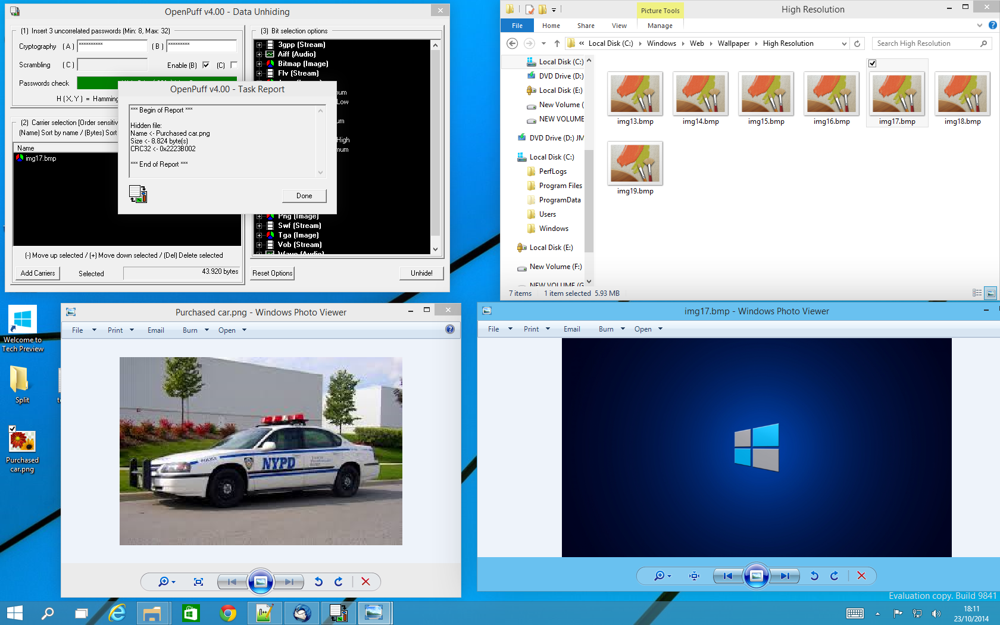 OpenPuff v4.00 - Data Unhiding
(1) Insert 3 uncorrelated passwords (Min: 8, Max: 32)
Cryptography (A) ********** (B) *********
Scrambling (C) Enable (B) (C)
Passwords check
H (X, Y) = Hamming
(2) Carrier selection [Order sensitiv
(Name) Sort by name / (Bytes) Sort
Name
img17.bmp
(-) Move up selected / (+) Move down selected / (Del) Delete selected
Add Carriers Selected 43.920 bytes
(3) Bit selection options
3gpp (Stream)
Aiff (Audio)
Bitmap (Image)
Flv (Stream)
num
Low
um
High
mum
Png (Image)
Swf (Stream)
Tga (Image)
Vob (Stream)
Wave (Audio)
Reset Options Unhide!
OpenPuff v4.00 - Task Report
*** Begin of Report ***
Hidden file:
Name <- Purchased car.png
Size <- 8.824 byte(s)
CRC32 <- 0x2223B002
*** End of Report ***
Done
Picture Tools High Resolution
File Home Share View Manage
« Local Disk (C:) Windows Web Wallpaper High Resolution Search High Resolution
Local Disk (C:)
DVD Drive (D:)
Local Disk (E:)
New Volume (
NEW VOLUME
DVD Drive (D:) JM
Local Disk (C:)
PerfLogs
Program Files
ProgramData
Users
Windows
Local Disk (E:)
New Volume (F:)
NEW VOLUME (G
img13.bmp img14.bmp img15.bmp img16.bmp img17.bmp img18.bmp
img19.bmp
7 items 1 item selected 5.93 MB
Welcome to
Tech Preview
Split
Purchased
car.png
Purchased car.png - Windows Photo Viewer
File Print Email Burn Open
POLICE
NYPD
img17.bmp - Windows Photo Viewer
File Print Email Burn Open
Evaluation copy. Build 9841
18:11
23/10/2014